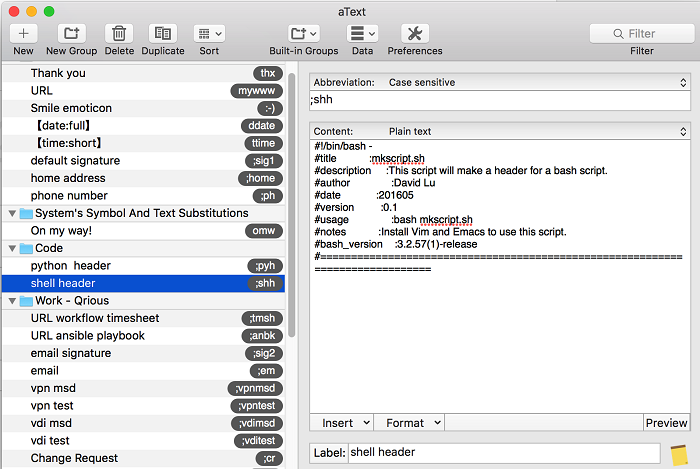 aText
New
New Group
Delete
Duplicate
Sort
Built-in Groups
Data
Preferences
Filter
Filter
Thank you thx
URL mywww
Smile emoticon :-)
【date:full】 ddate
【time:short】 ttime
default signature ;sig1
home address ;home
phone number ;ph
System's Symbol And Text Substitutions
On my way! omw
Code
python header ;pyh
shell header ;shh
Work - Qrious
URL workflow timesheet ;tmsh
URL ansible playbook ;anbk
email signature ;sig2
email ;em
vpn msd ;vpnmsd
vpn test ;vpntest
vdi msd ;vdimsd
vdi test ;vditest
Change Request ;cr
Abbreviation: Case sensitive
;shh
Content: Plain text
#!/bin/bash -
#title :mkscript.sh
#description :This script will make a header for a bash script.
#author :David Lu
#date :201605
#version :0.1
#usage :bash mkscript.sh
#notes :Install Vim and Emacs to use this script.
#bash_version :3.2.57(1)-release
#===========================================================
===================
Insert
Format
Preview
Label: shell header